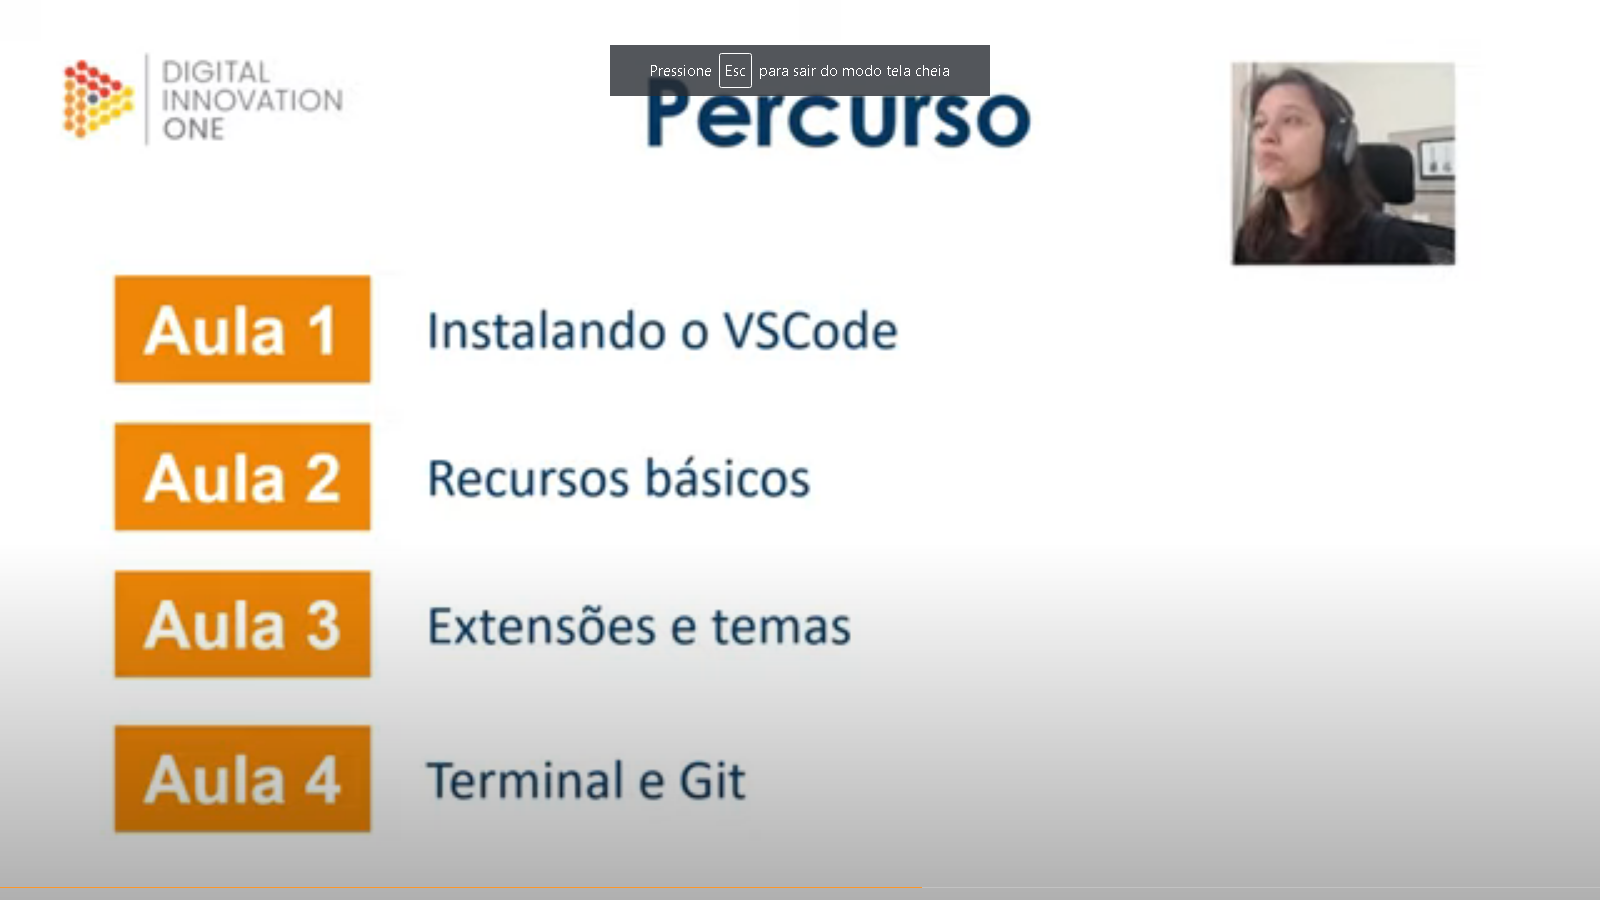 DIGITAL
INNOVATION
ONE
Pressione Esc para sair do modo tela cheia
Percurso
Aula 1 Instalando o VSCode
Aula 2 Recursos básicos
Aula 3 Extensões e temas
Aula 4 Terminal e Git